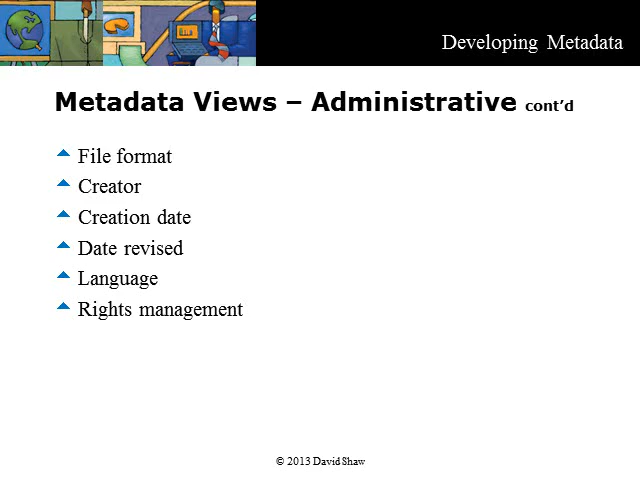 Developing Metadata
Metadata Views – Administrative cont’d
File format
Creator
Creation date
Date revised
Language
Rights management
© 2013 David Shaw